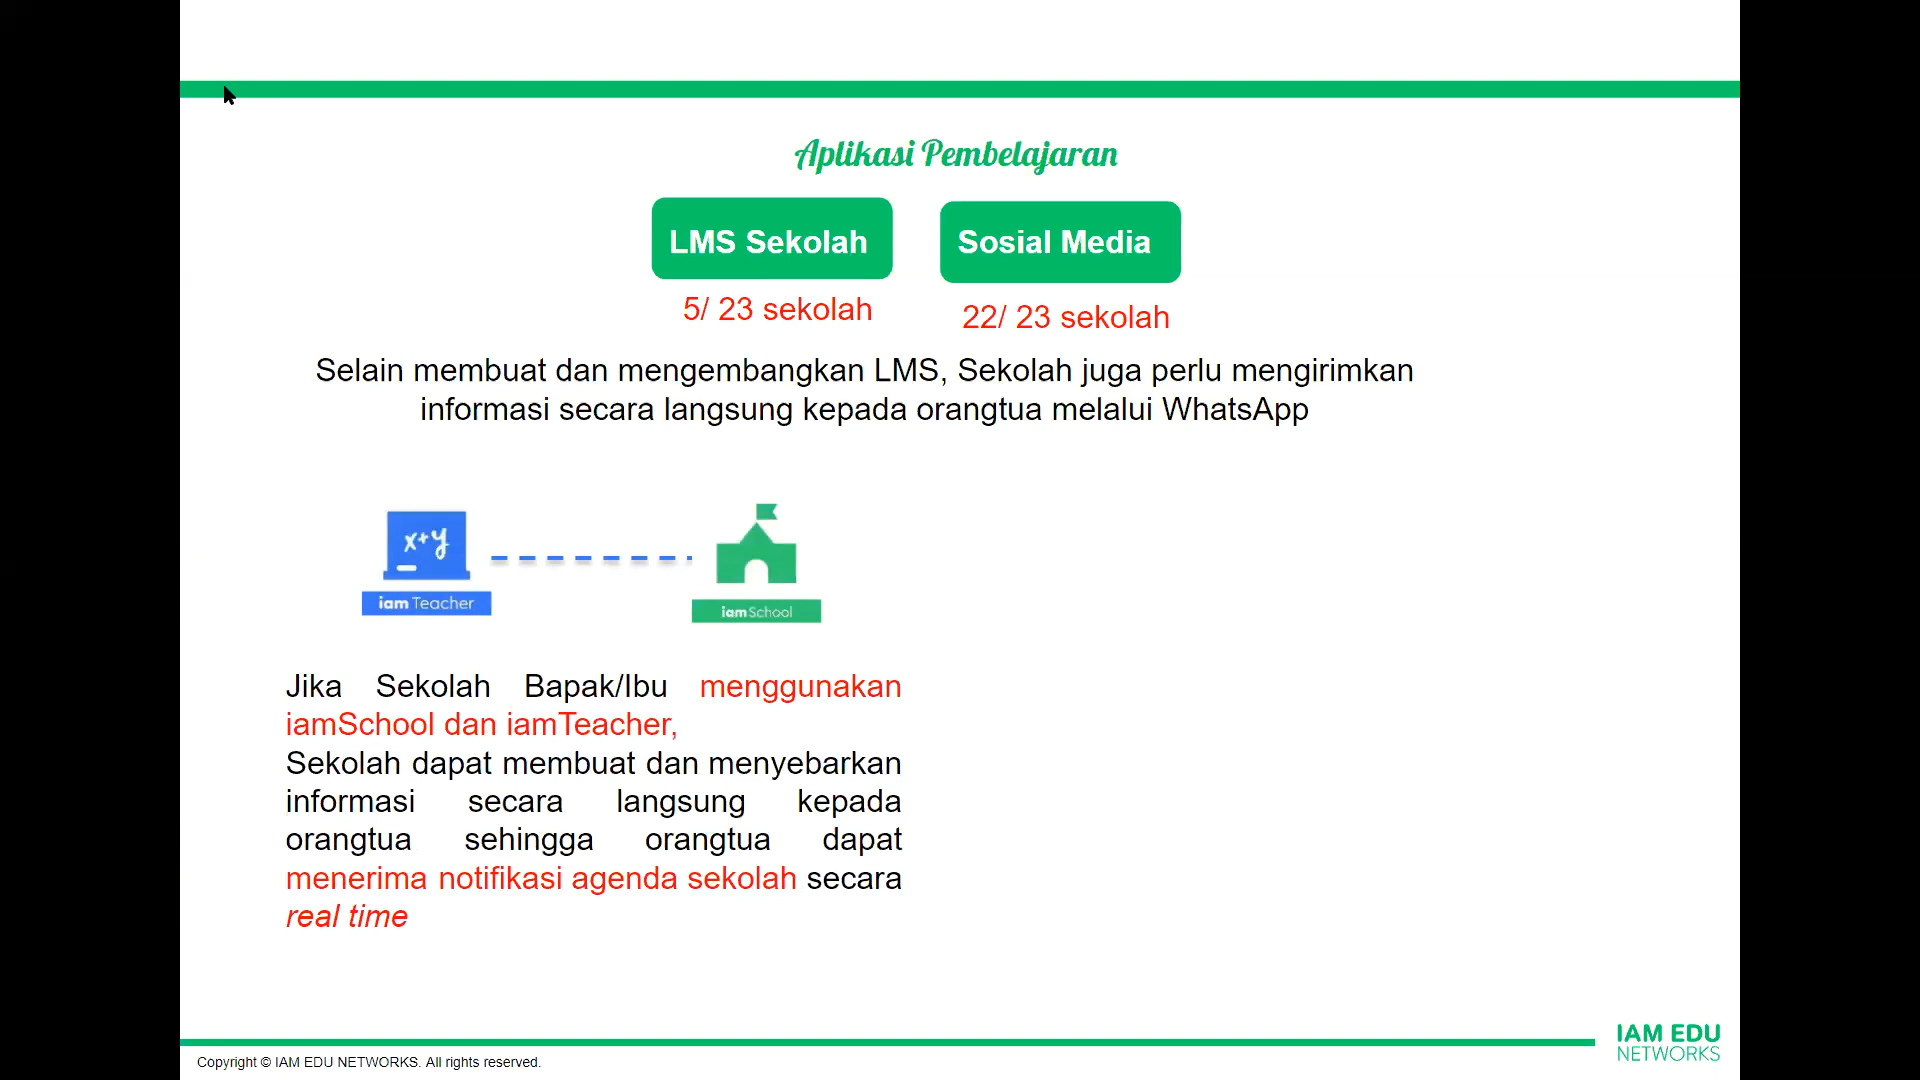 Aplikasi Pembelajaran
LMS Sekolah
Sosial Media
5/ 23 sekolah
22/ 23 sekolah
Selain membuat dan mengembangkan LMS, Sekolah juga perlu mengirimkan
informasi secara langsung kepada orangtua melalui WhatsApp
x+y
iam Teacher
iamSchool
Jika Sekolah Bapak/Ibu menggunakan
iamSchool dan iamTeacher,
Sekolah dapat membuat dan menyebarkan
informasi secara langsung kepada
orangtua sehingga orangtua dapat
menerima notifikasi agenda sekolah secara
real time
IAM EDU
NETWORKS
Copyright © IAM EDU NETWORKS. All rights reserved.